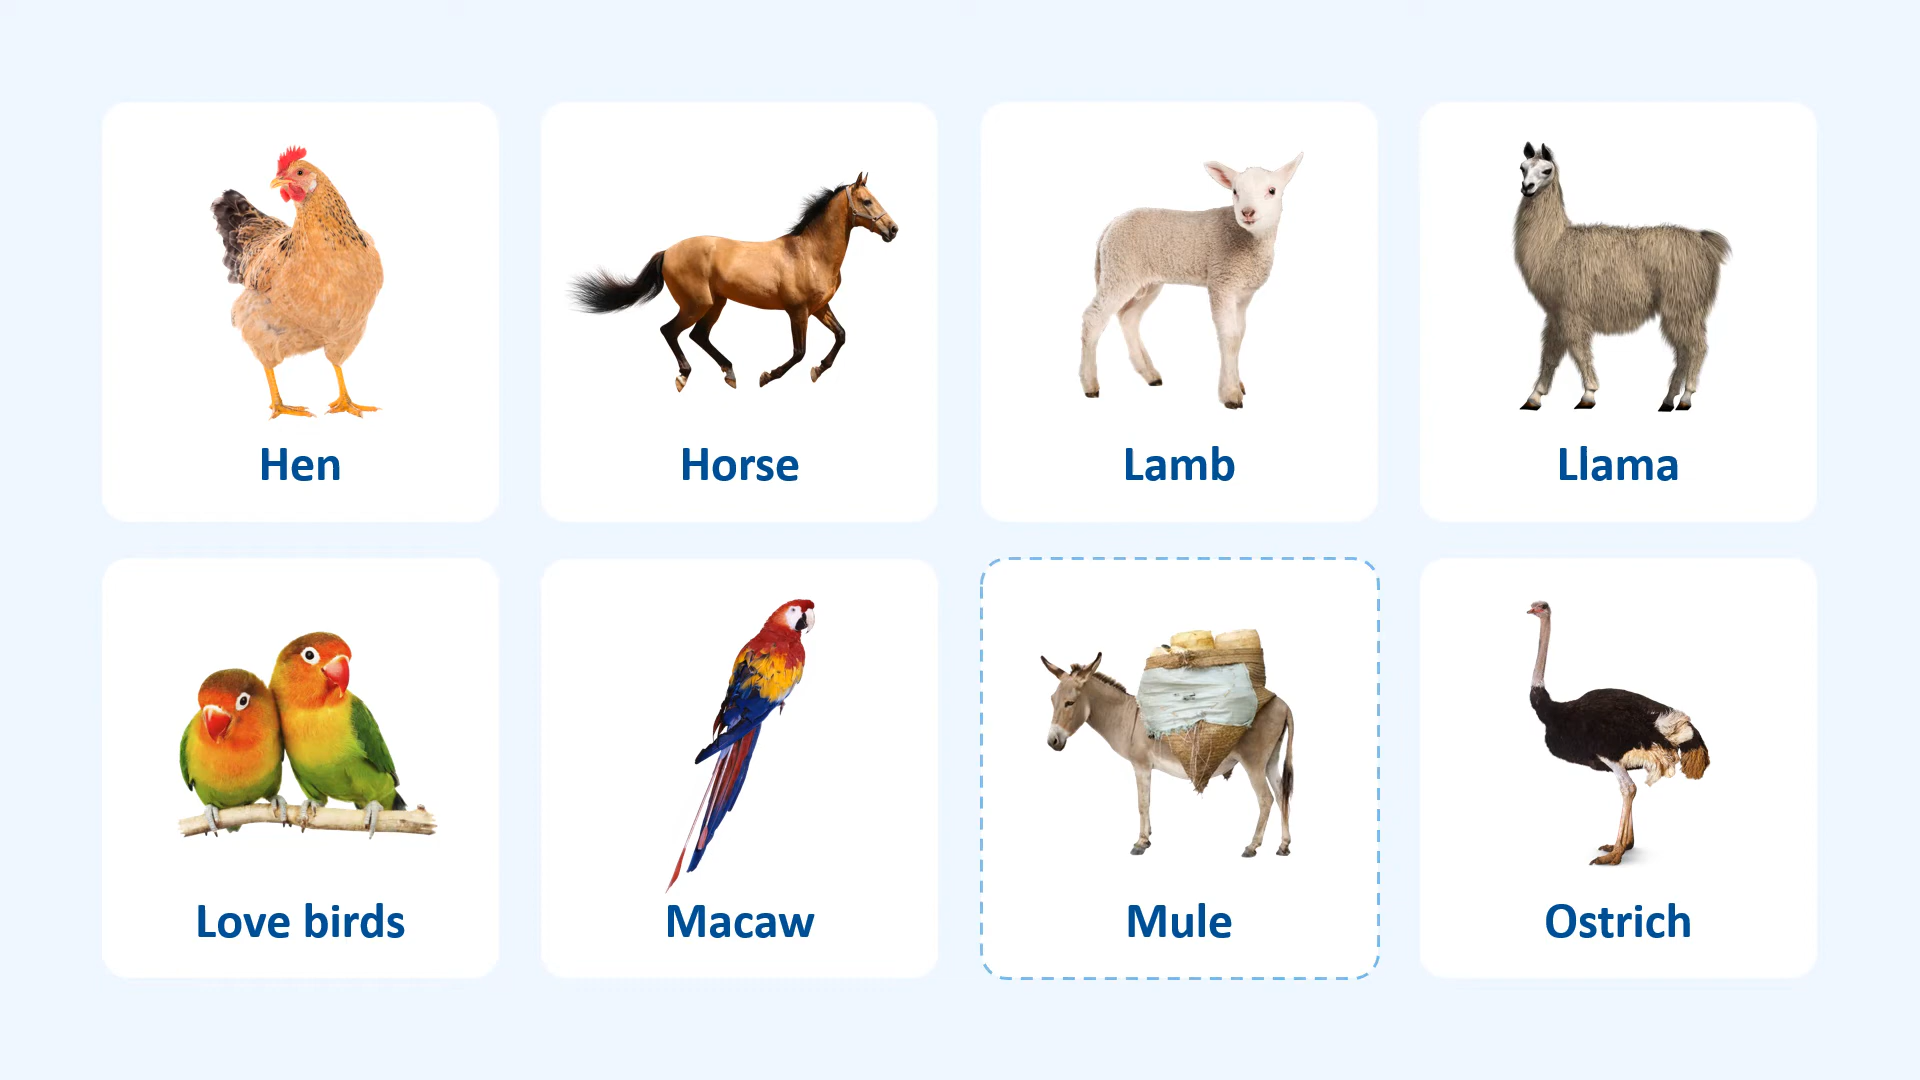 Hen
Horse
Lamb
Llama
Love birds
Macaw
Mule
Ostrich